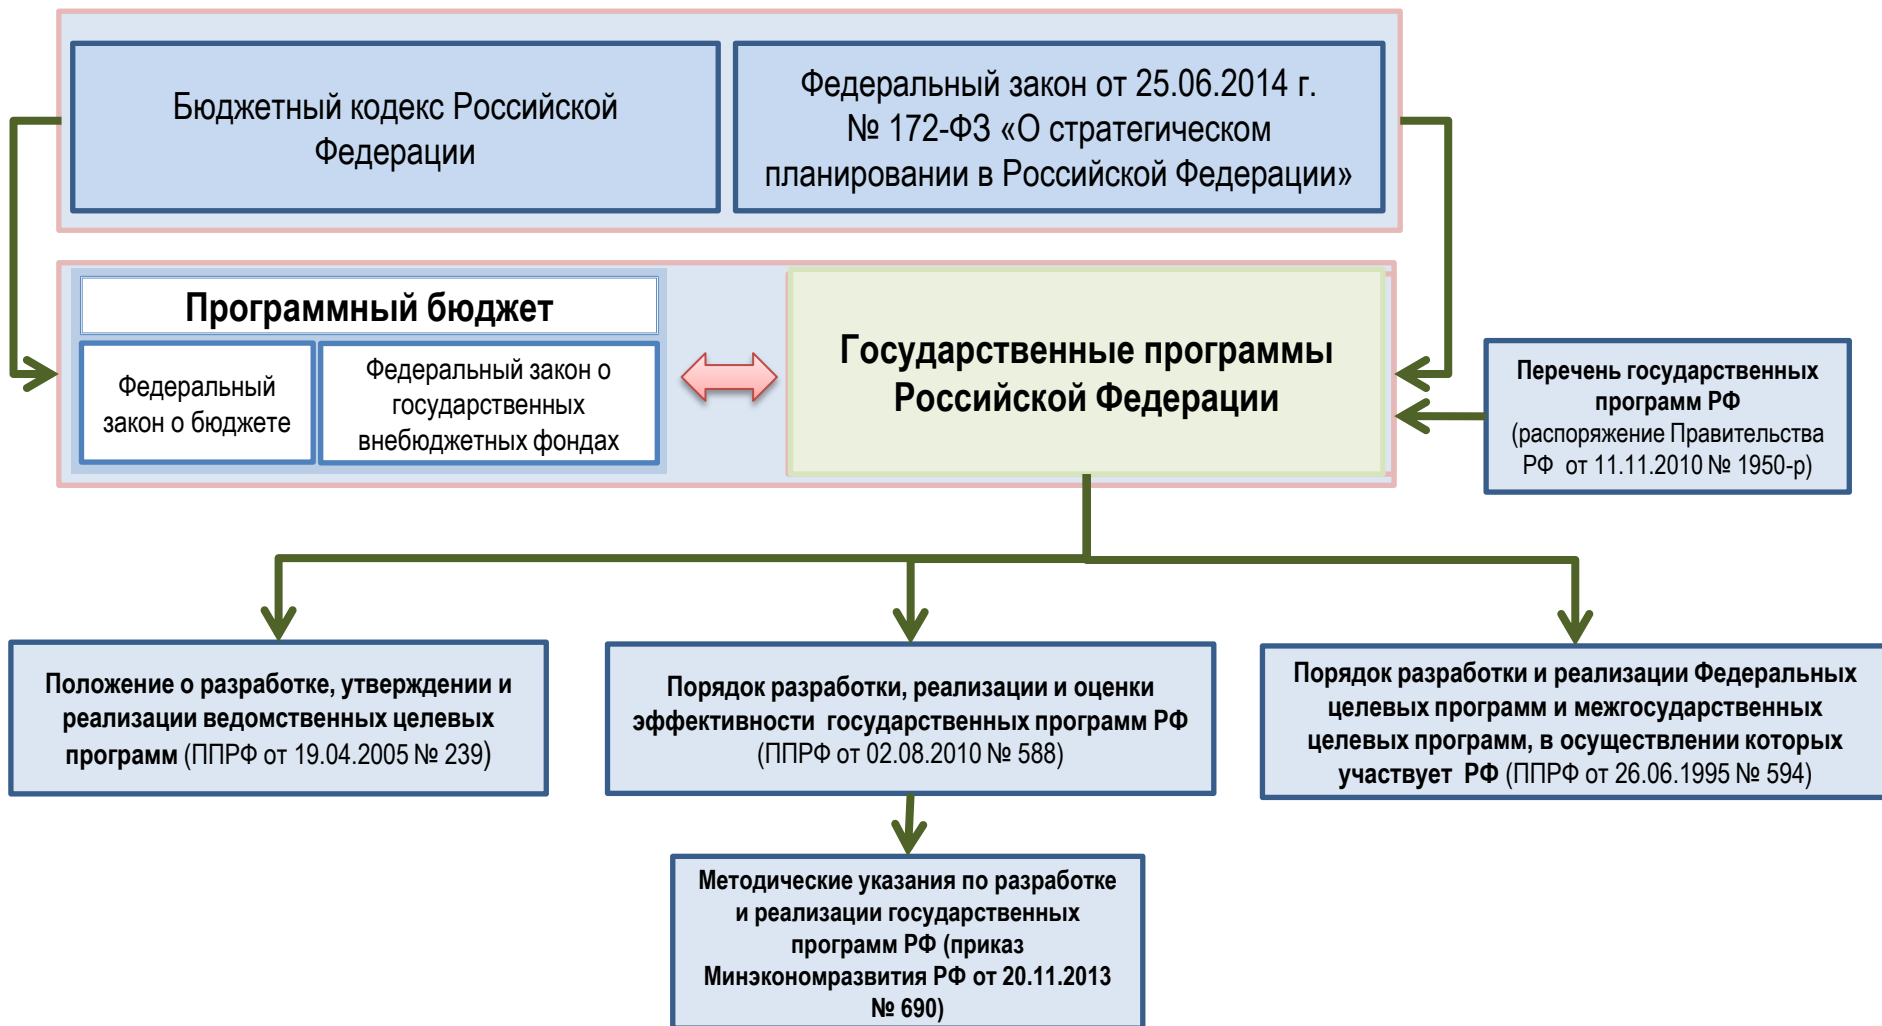 Бюджетный кодекс Российской
Федерации
Федеральный закон от 25.06.2014 г.
№ 172-ФЗ «О стратегическом
планировании в Российской Федерации»
Программный бюджет
Федеральный
закон о бюджете
Федеральный закон о
государственных
внебюджетных фондах
Государственные программы
Российской Федерации
Перечень государственных
программ РФ
(распоряжение Правительства
РФ от 11.11.2010 № 1950-р)
Положение о разработке, утверждении и
реализации ведомственных целевых
программ (ППРФ от 19.04.2005 № 239)
Порядок разработки, реализации и оценки
эффективности государственных программ РФ
(ППРФ от 02.08.2010 № 588)
Порядок разработки и реализации Федеральных
целевых программ и межгосударственных
целевых программ, в осуществлении которых
участвует РФ (ППРФ от 26.06.1995 № 594)
Методические указания по разработке
и реализации государственных
программ РФ (приказ
Минэкономразвития РФ от 20.11.2013
№ 690)